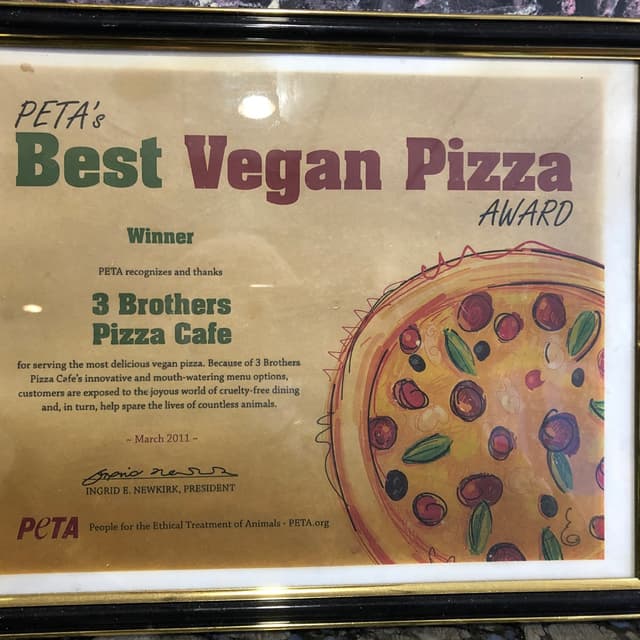 PETA's
Best Vegan Pizza
AWARD
Winner
PETA recognizes and thanks
3 Brothers
Pizza Cafe
for serving the most delicious vegan pizza. Because of 3 Brothers
Pizza Cafe's innovative and mouth-watering menu options,
customers are exposed to the joyous world of cruelty-free dining
and, in turn, help spare the lives of countless animals.
~ March 2011 ~
INGRID E. NEWKIRK, PRESIDENT
PeTA People for the Ethical Treatment of Animals · PETA.org